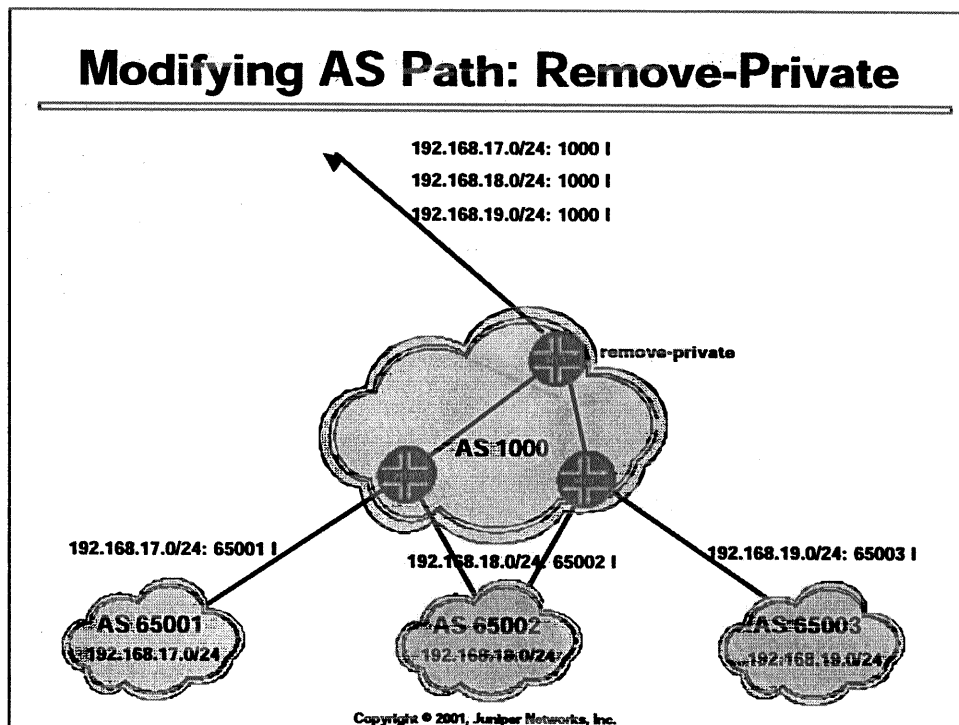 Modifying AS Path: Remove-Private
192.168.17.0/24: 1000 I
192.168.18.0/24: 1000 I
192.168.19.0/24: 1000 I
remove-private
AS 1000
192.168.17.0/24: 65001 I
192.168.18.0/24: 65002 I
192.168.19.0/24: 65003 I
AS 65001
192.168.17.0/24
AS 65002
192.168.18.0/24
AS 65003
192.168.19.0/24
Copyright © 2001, Juniper Networks, Inc.